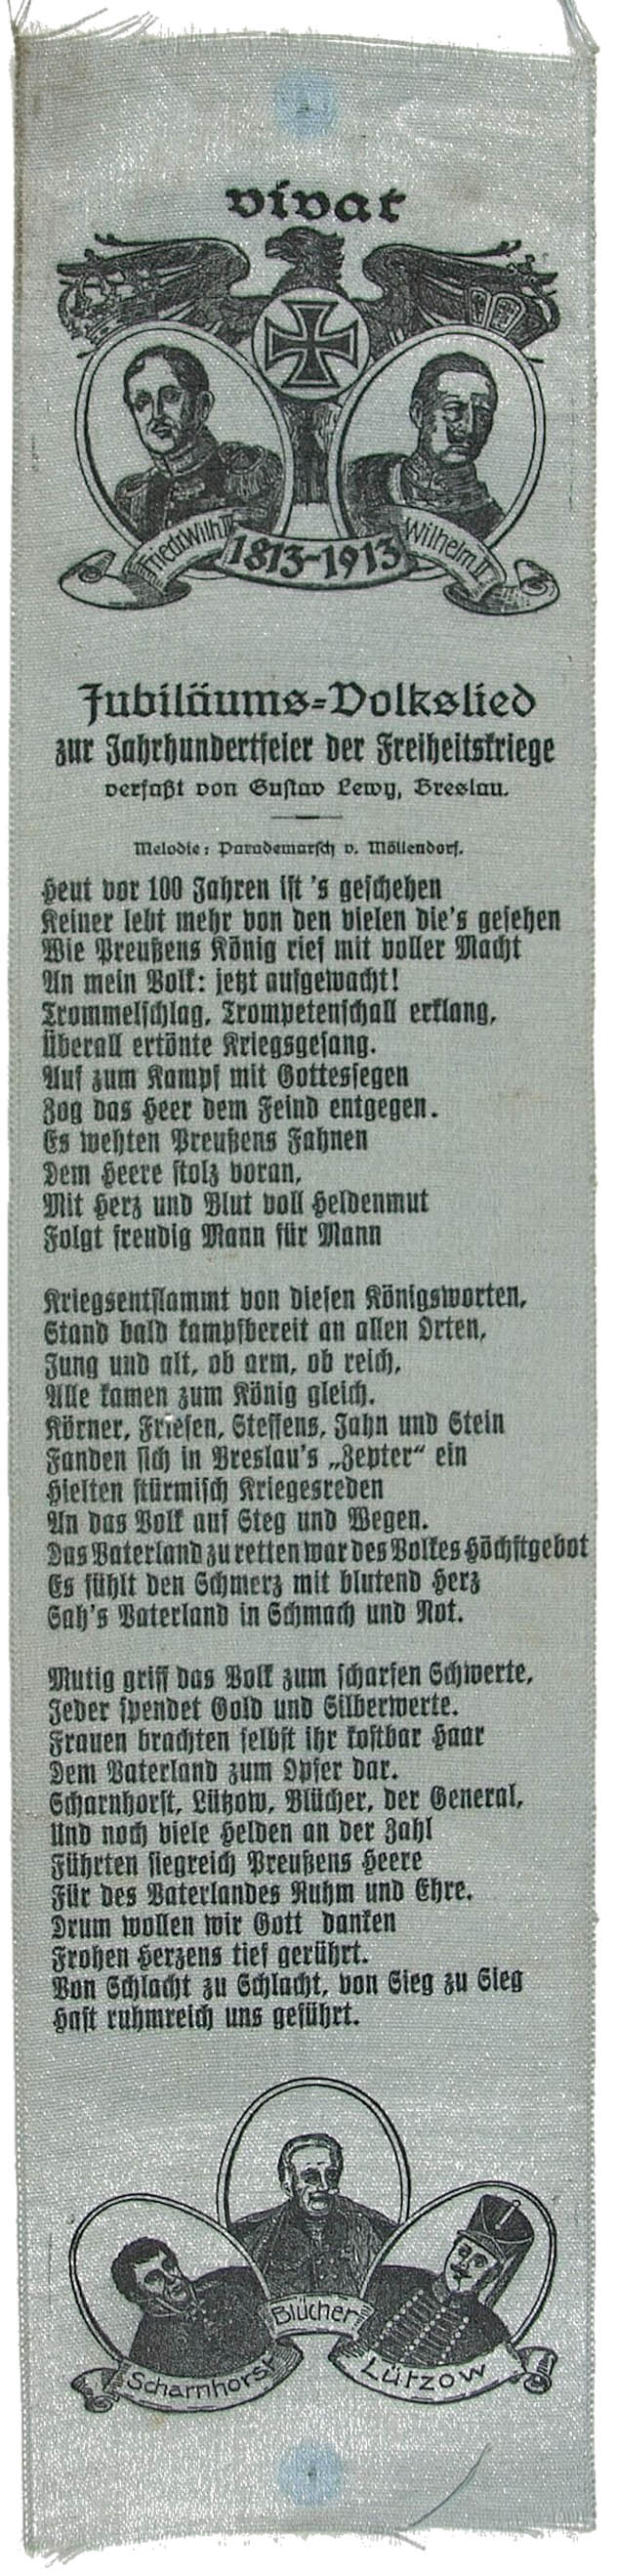 vivat
Friedr. Wilh. III
1813-1913
Wilhelm II
Jubiläums-Volkslied
zur Jahrhundertfeier der Freiheitskriege
verfaßt von Gustav Lewy, Breslau.
Melodie: Parademarsch v. Möllendorf.
Heut vor 100 Jahren ist 's geschehen
Keiner lebt mehr von den vielen die's gesehen
Wie Preußens König rief mit voller Macht
An mein Volk: jetzt aufgewacht!
Trommelschlag, Trompetenschall erklang,
Überall ertönte Kriegsgesang.
Auf zum Kampf mit Gottessegen
Zog das Heer dem Feind entgegen.
Es wehten Preußens Fahnen
Dem Heere stolz voran,
Mit Herz und Blut voll Heldenmut
Folgt freudig Mann für Mann
Kriegsentflammt von diesen Königsworten,
Stand bald kampfbereit an allen Orten,
Jung und alt, ob arm, ob reich,
Alle kamen zum König gleich.
Körner, Friesen, Steffens, Jahn und Stein
Fanden sich in Breslau's „Zepter“ ein
Hielten stürmisch Kriegesreden
An das Volk auf Steg und Wegen.
Das Vaterland zu retten war des Volkes Höchstgebot
Es fühlt den Schmerz mit blutend Herz
Sah's Vaterland in Schmach und Not.
Mutig griff das Volk zum scharfen Schwerte,
Jeder spendet Gold und Silberwerte.
Frauen brachten selbst ihr kostbar Haar
Dem Vaterland zum Opfer dar.
Scharnhorst, Lützow, Blücher, der General,
Und noch viele Helden an der Zahl
Führten siegreich Preußens Heere
Für des Vaterlandes Ruhm und Ehre.
Drum wollen wir Gott danken
Frohen Herzens tief gerührt.
Von Schlacht zu Schlacht, von Sieg zu Sieg
Hast ruhmreich uns geführt.
Blücher
Scharnhorst
Lützow